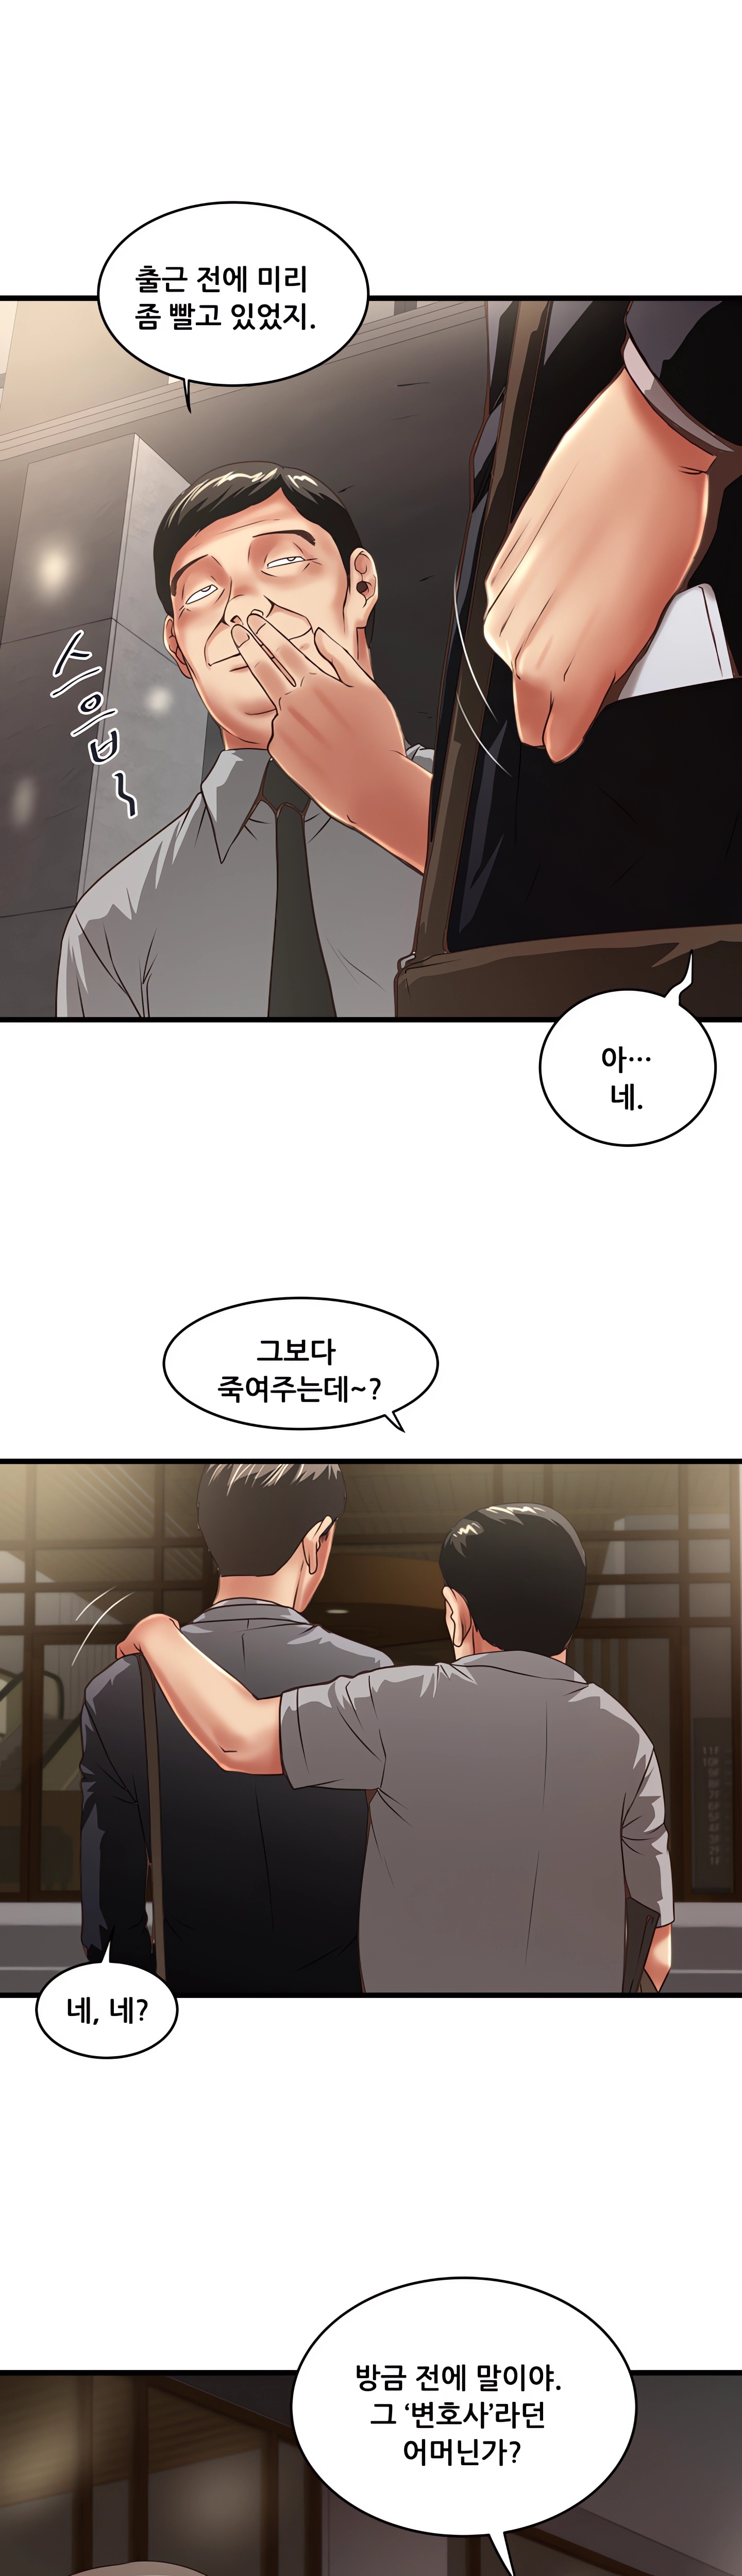 출근 전에 미리
좀 빨고 있었지.
스읍~
아…
네.
그보다
죽여주는데~?
네, 네?
방금 전에 말이야.
그 ‘변호사’라던
어머닌가?